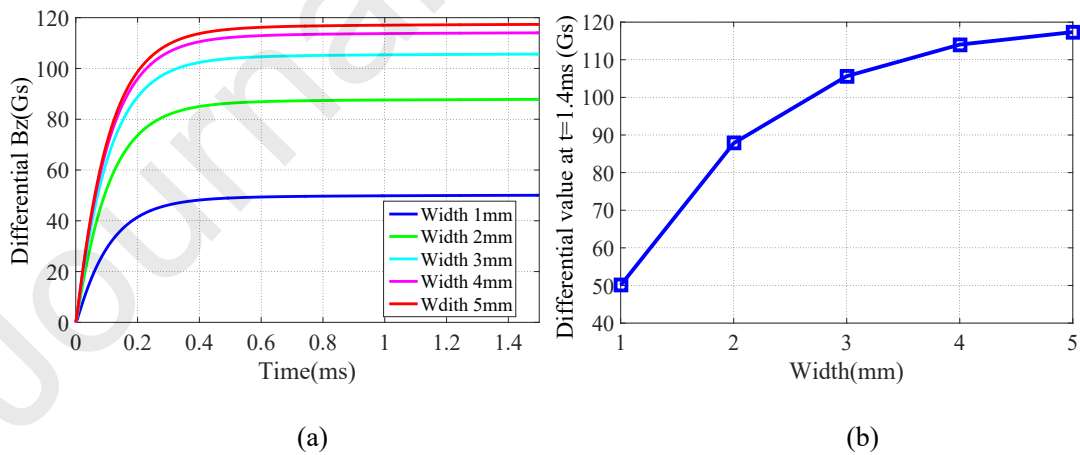 Journal
120
100
80
60
40
20
0
Differential Bz(Gs)
0 0.2 0.4 0.6 0.8 1 1.2 1.4
Time(ms)
Width 1mm
Width 2mm
Width 3mm
Width 4mm
Wdith 5mm
(a)
120
110
100
90
80
70
60
50
40
Differential value at t=1.4ms (Gs)
1 2 3 4 5
Width(mm)
(b)